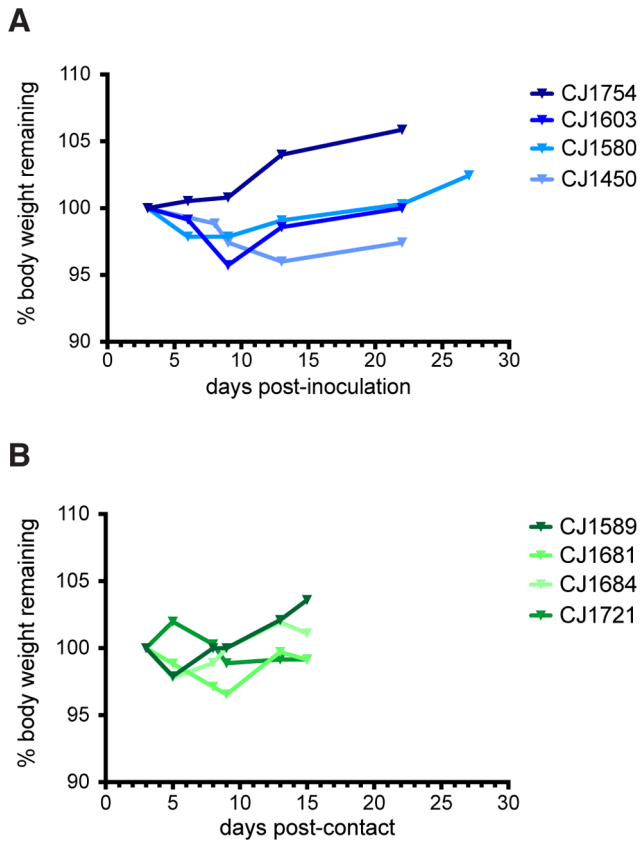 A
110
105
100
95
90
% body weight remaining
0 5 10 15 20 25 30
days post-inoculation
CJ1754
CJ1603
CJ1580
CJ1450
B
110
105
100
95
90
% body weight remaining
0 5 10 15 20 25 30
days post-contact
CJ1589
CJ1681
CJ1684
CJ1721